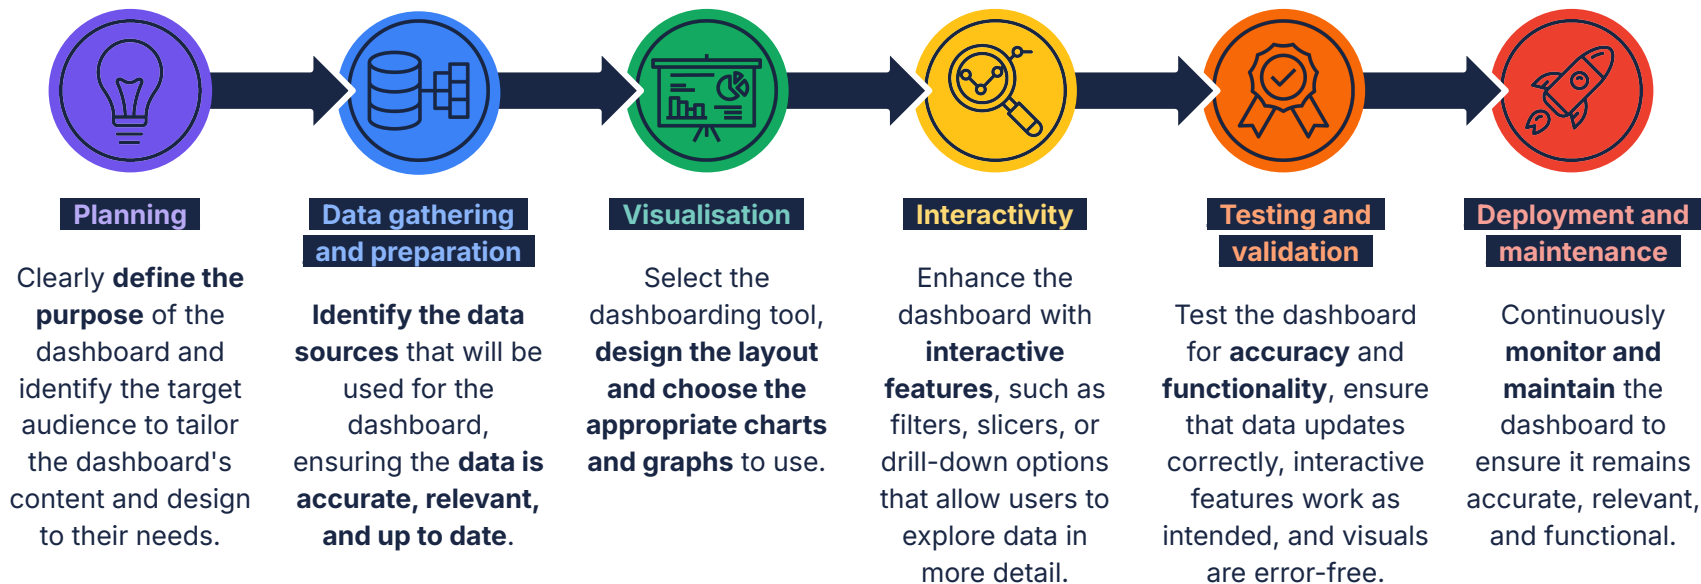 Planning
Clearly define the
purpose of the
dashboard and
identify the target
audience to tailor
the dashboard's
content and design
to their needs.
Data gathering
and preparation
Identify the data
sources that will be
used for the
dashboard,
ensuring the data is
accurate, relevant,
and up to date.
Visualisation
Select the
dashboarding tool,
design the layout
and choose the
appropriate charts
and graphs to use.
Interactivity
Enhance the
dashboard with
interactive
features, such as
filters, slicers, or
drill-down options
that allow users to
explore data in
more detail.
Testing and
validation
Test the dashboard
for accuracy and
functionality, ensure
that data updates
correctly, interactive
features work as
intended, and visuals
are error-free.
Deployment and
maintenance
Continuously
monitor and
maintain the
dashboard to
ensure it remains
accurate, relevant,
and functional.